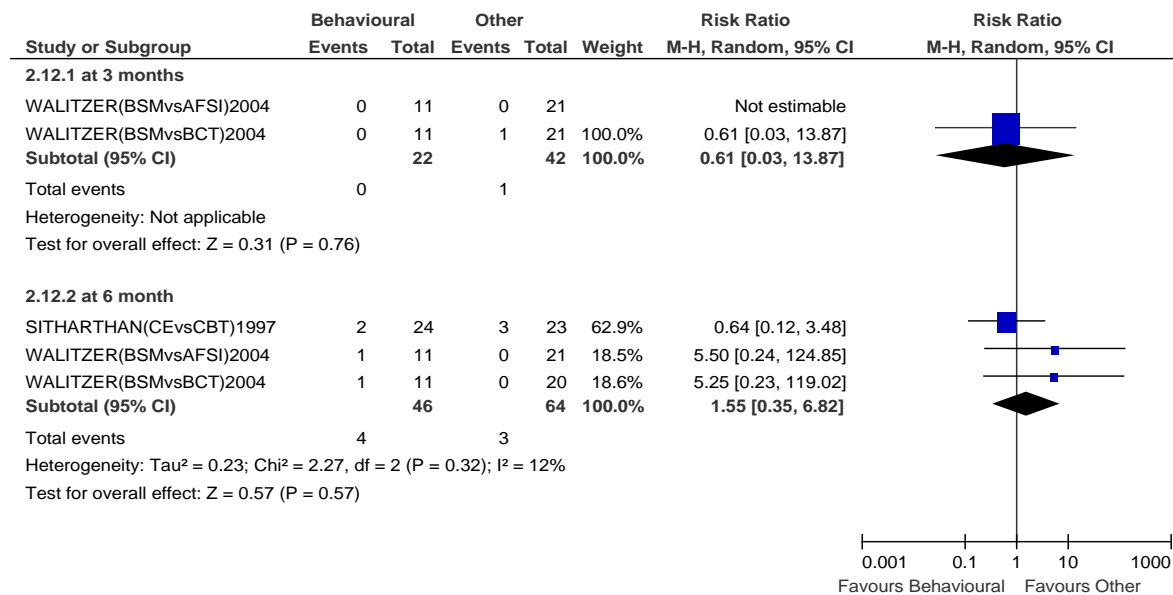 Behavioural Other Risk Ratio Risk Ratio
Study or Subgroup Events Total Events Total Weight M-H, Random, 95% CI M-H, Random, 95% CI
2.12.1 at 3 months
WALITZER(BSMvsAFSI)2004 0 11 0 21 Not estimable
WALITZER(BSMvsBCT)2004 0 11 1 21 100.0% 0.61 [0.03, 13.87]
Subtotal (95% CI) 22 42 100.0% 0.61 [0.03, 13.87]
Total events 0 1
Heterogeneity: Not applicable
Test for overall effect: Z = 0.31 (P = 0.76)
2.12.2 at 6 month
SITHARTHAN(CEvsCBT)1997 2 24 3 23 62.9% 0.64 [0.12, 3.48]
WALITZER(BSMvsAFSI)2004 1 11 0 21 18.5% 5.50 [0.24, 124.85]
WALITZER(BSMvsBCT)2004 1 11 0 20 18.6% 5.25 [0.23, 119.02]
Subtotal (95% CI) 46 64 100.0% 1.55 [0.35, 6.82]
Total events 4 3
Heterogeneity: Tau² = 0.23; Chi² = 2.27, df = 2 (P = 0.32); I² = 12%
Test for overall effect: Z = 0.57 (P = 0.57)
0.001 0.1 1 10 1000
Favours Behavioural Favours Other